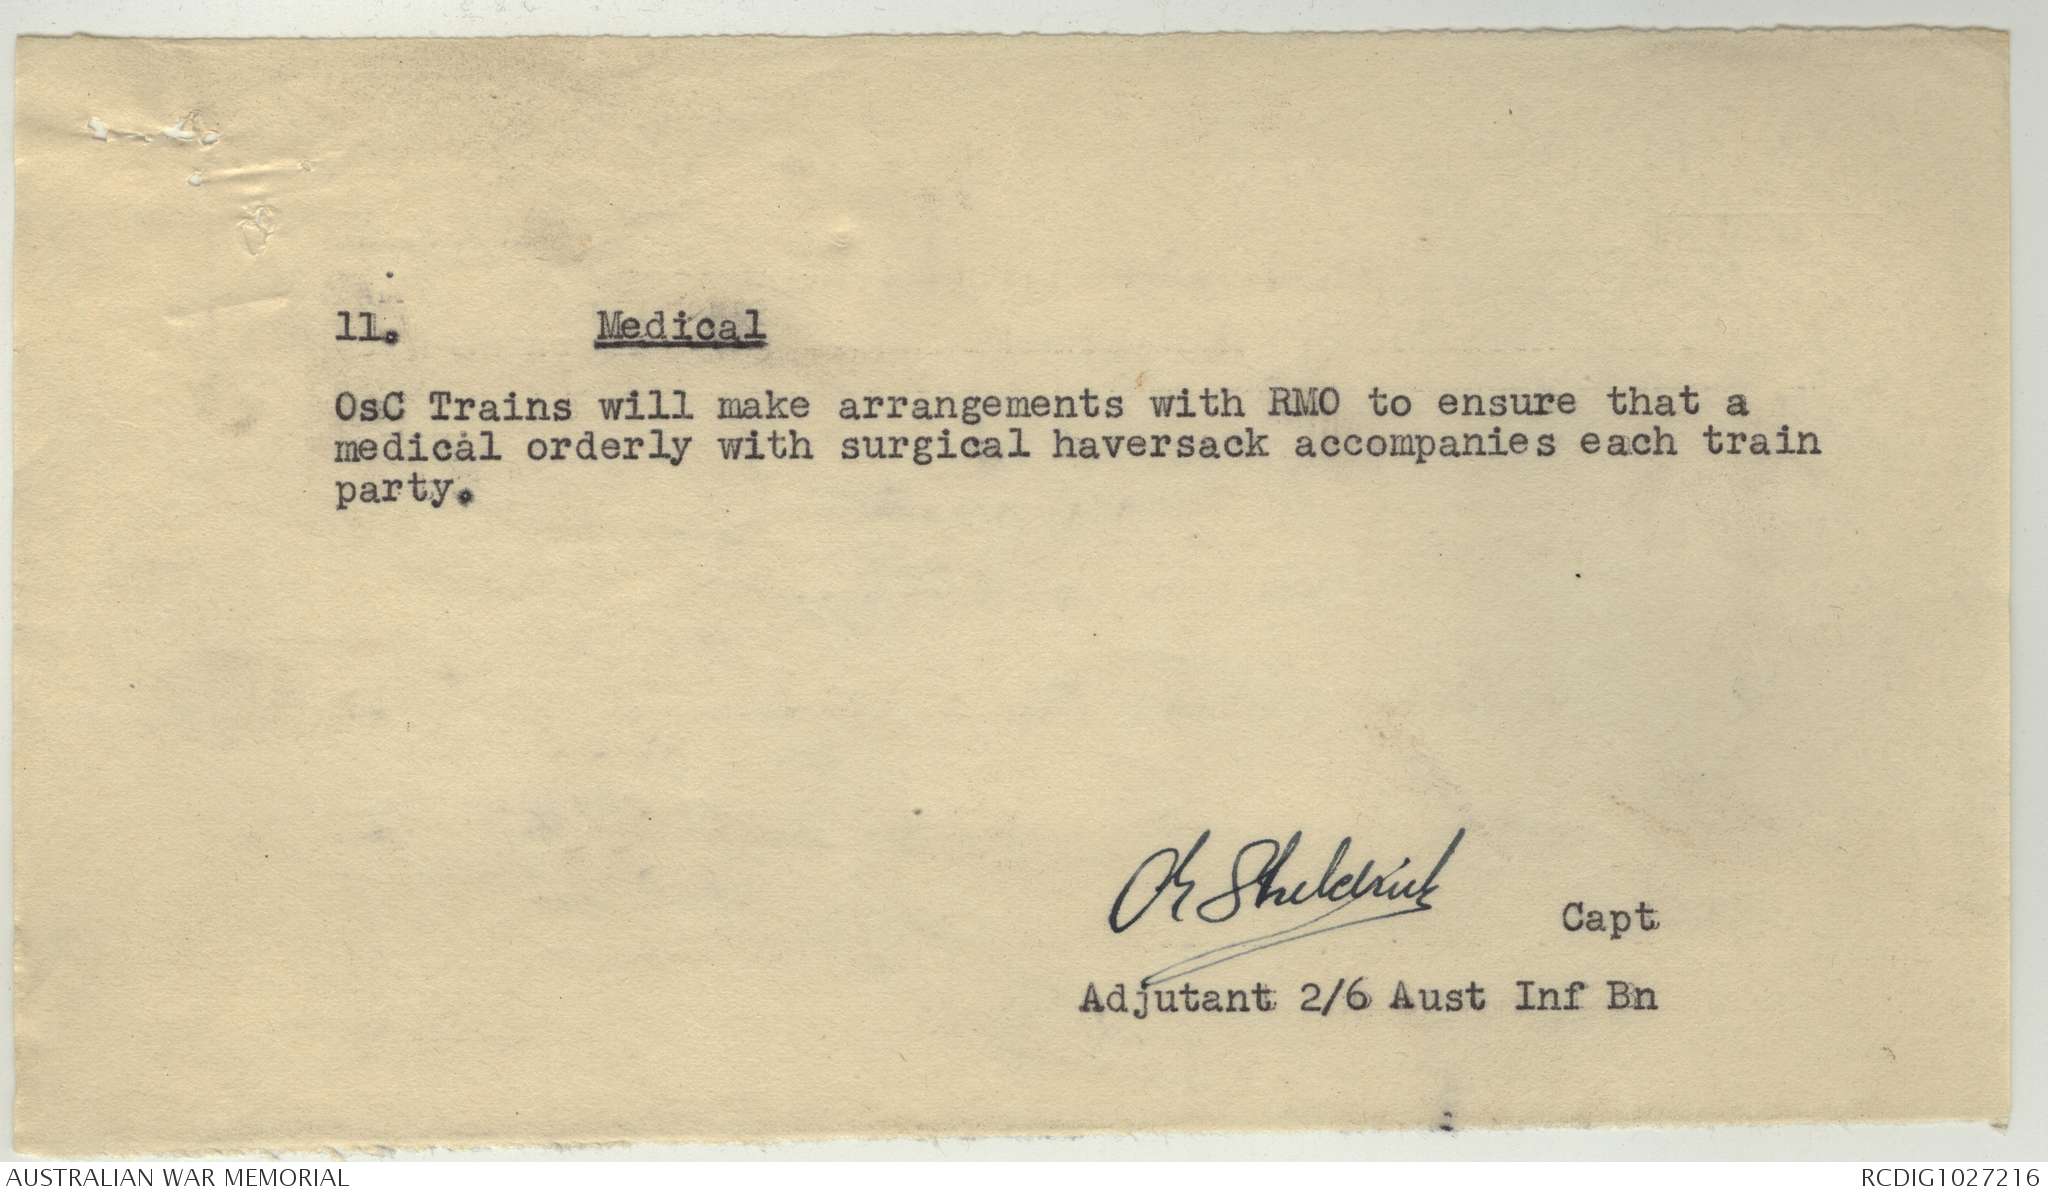 11. Medical
OsC Trains will make arrangements with RMO to ensure that a
medical orderly with surgical haversack accompanies each train
party.
Sheldrick Capt
Adjutant 2/6 Aust Inf Bn
AUSTRALIAN WAR MEMORIAL
RCDIG1027216